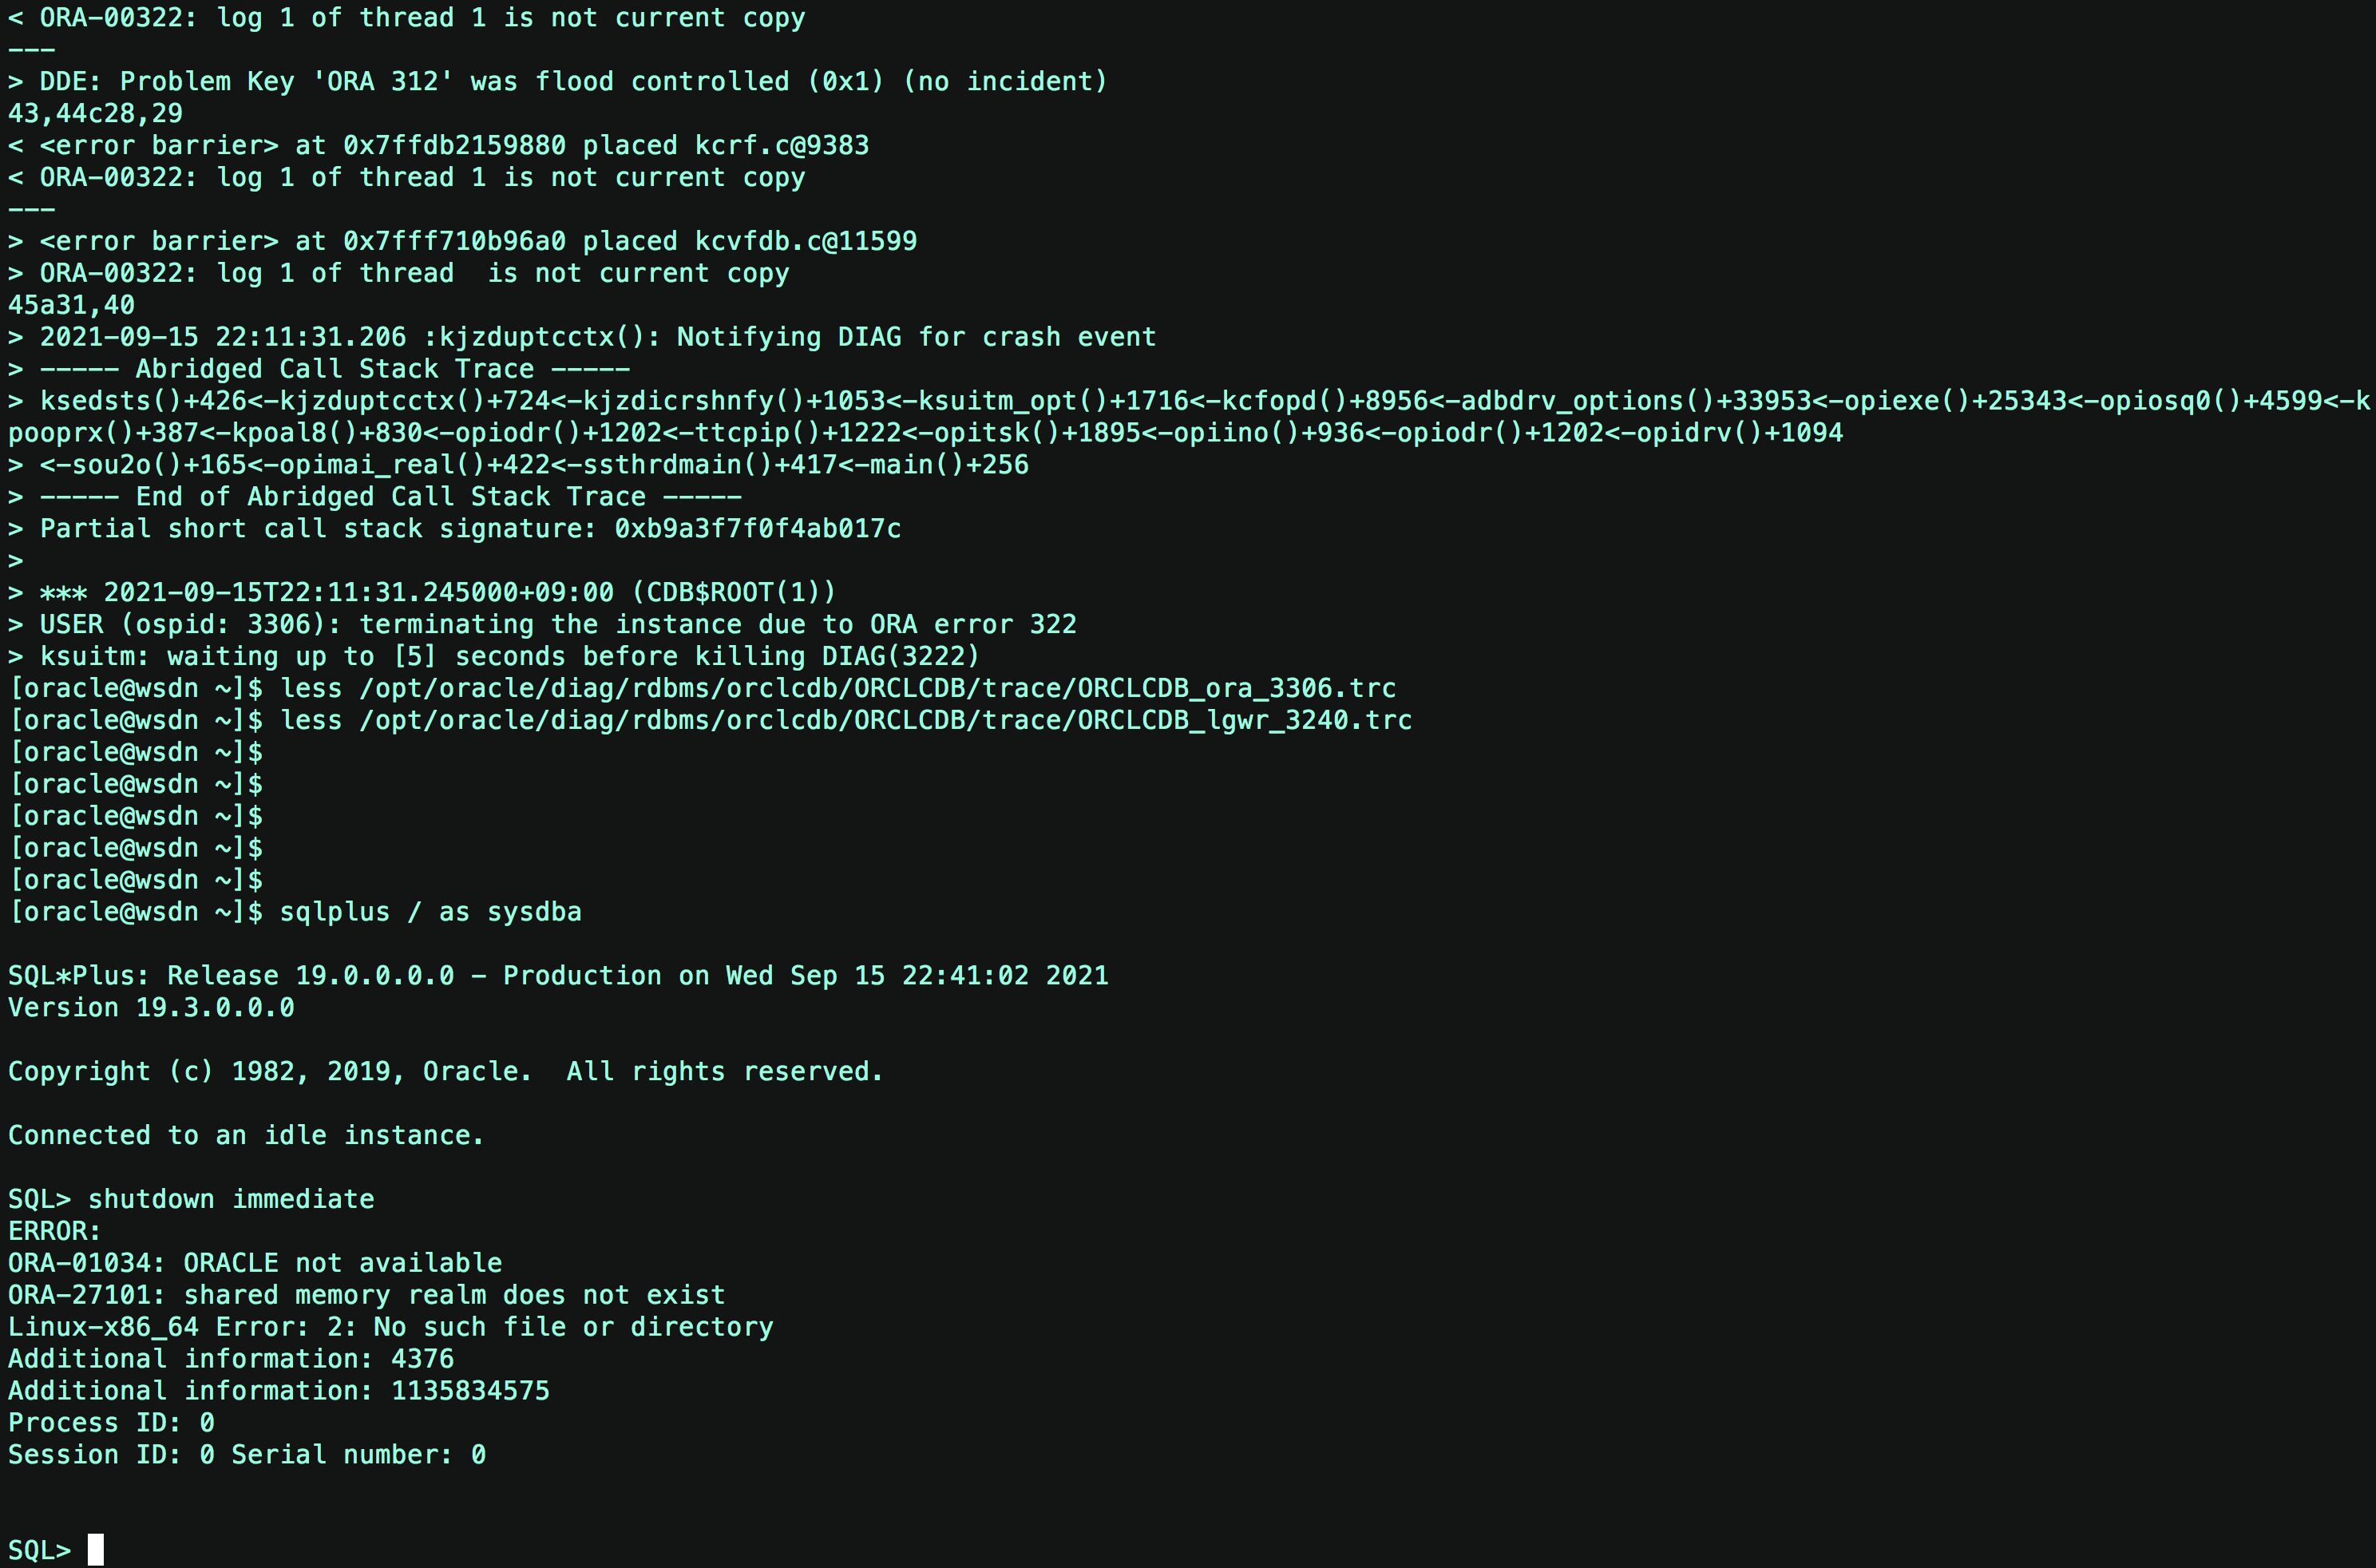 < ORA-00322: log 1 of thread 1 is not current copy
---
> DDE: Problem Key 'ORA 312' was flood controlled (0x1) (no incident)
43,44c28,29
< <error barrier> at 0x7ffdb2159880 placed kcrf.c@9383
< ORA-00322: log 1 of thread 1 is not current copy
---
> <error barrier> at 0x7fff710b96a0 placed kcvfdb.c@11599
> ORA-00322: log 1 of thread  is not current copy
45a31,40
> 2021-09-15 22:11:31.206 :kjzduptcctx(): Notifying DIAG for crash event
> ----- Abridged Call Stack Trace -----
> ksedsts()+426<-kjzduptcctx()+724<-kjzdicrshnfy()+1053<-ksuitm_opt()+1716<-kcfopd()+8956<-adbdrv_options()+33953<-opiexe()+25343<-opiosq0()+4599<-k
pooprx()+387<-kpoal8()+830<-opiodr()+1202<-ttcpip()+1222<-opitsk()+1895<-opiino()+936<-opiodr()+1202<-opidrv()+1094
> <-sou2o()+165<-opimai_real()+422<-ssthrdmain()+417<-main()+256
> ----- End of Abridged Call Stack Trace -----
> Partial short call stack signature: 0xb9a3f7f0f4ab017c
>
> *** 2021-09-15T22:11:31.245000+09:00 (CDB$ROOT(1))
> USER (ospid: 3306): terminating the instance due to ORA error 322
> ksuitm: waiting up to [5] seconds before killing DIAG(3222)
[oracle@wsdn ~]$ less /opt/oracle/diag/rdbms/orclcdb/ORCLCDB/trace/ORCLCDB_ora_3306.trc
[oracle@wsdn ~]$ less /opt/oracle/diag/rdbms/orclcdb/ORCLCDB/trace/ORCLCDB_lgwr_3240.trc
[oracle@wsdn ~]$
[oracle@wsdn ~]$
[oracle@wsdn ~]$
[oracle@wsdn ~]$
[oracle@wsdn ~]$
[oracle@wsdn ~]$ sqlplus / as sysdba
SQL*Plus: Release 19.0.0.0.0 - Production on Wed Sep 15 22:41:02 2021
Version 19.3.0.0.0
Copyright (c) 1982, 2019, Oracle.  All rights reserved.
Connected to an idle instance.
SQL> shutdown immediate
ERROR:
ORA-01034: ORACLE not available
ORA-27101: shared memory realm does not exist
Linux-x86_64 Error: 2: No such file or directory
Additional information: 4376
Additional information: 1135834575
Process ID: 0
Session ID: 0 Serial number: 0
SQL>